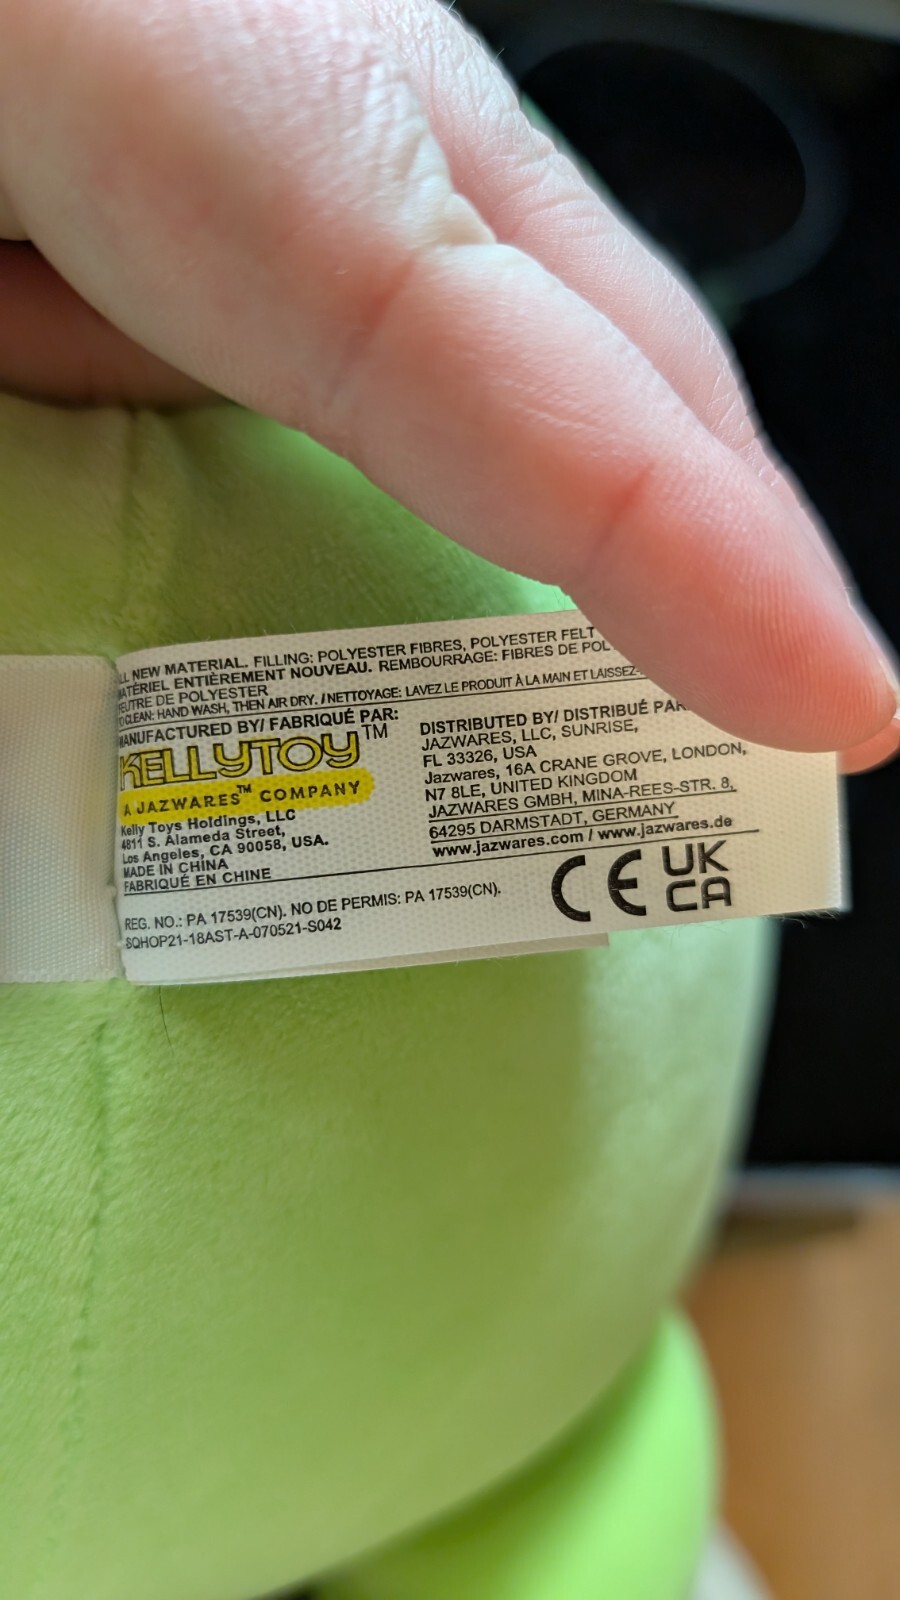 NEW MATERIAL. FILLING: POLYESTER FIBRES, POLYESTER FELT
ENTIÈREMENT NOUVEAU. REMBOURRAGE: FIBRES DE
DE POLYESTER
CLEAN: HAND WASH, THEN AIR DRY. / NETTOYAGE: LAVEZ LE PRODUIT À LA MAIN ET LAISSEZ-
MANUFACTURED BY/ FABRIQUÉ PAR:
KELLYTOY™
A JAZWARES™ COMPANY
Kelly Toys Holdings, LLC
4811 S. Alameda Street,
Los Angeles, CA 90058, USA.
MADE IN CHINA
FABRIQUÉ EN CHINE
DISTRIBUTED BY/ DISTRIBUÉ PAR
JAZWARES, LLC, SUNRISE,
FL 33326, USA
Jazwares, 16A CRANE GROVE, LONDON,
N7 8LE, UNITED KINGDOM
JAZWARES GMBH, MINA-REES-STR. 8,
64295 DARMSTADT, GERMANY
www.jazwares.com / www.jazwares.de
REG. NO.: PA 17539(CN). NO DE PERMIS: PA 17539(CN).
SQHOP21-18AST-A-070521-S042
CE
UK
CA